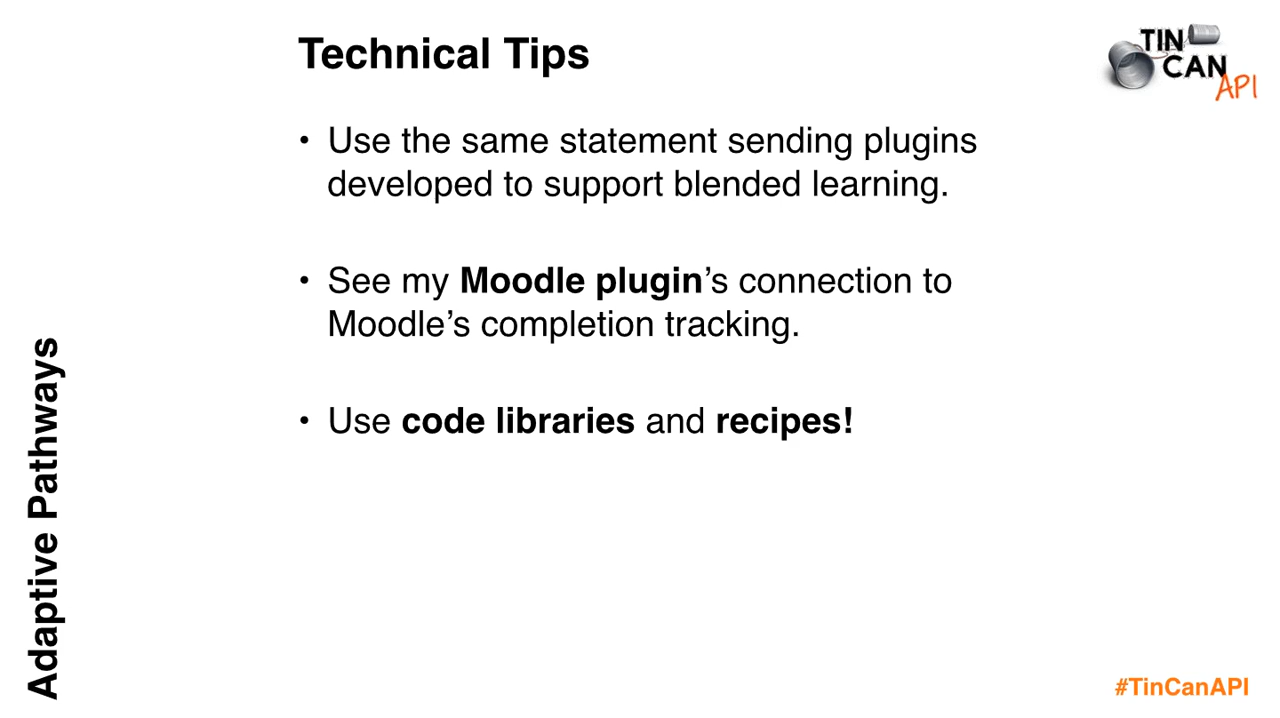 Technical Tips
TIN
CAN
API
• Use the same statement sending plugins
developed to support blended learning.
• See my Moodle plugin’s connection to
Moodle’s completion tracking.
• Use code libraries and recipes!
Adaptive Pathways
#TinCanAPI